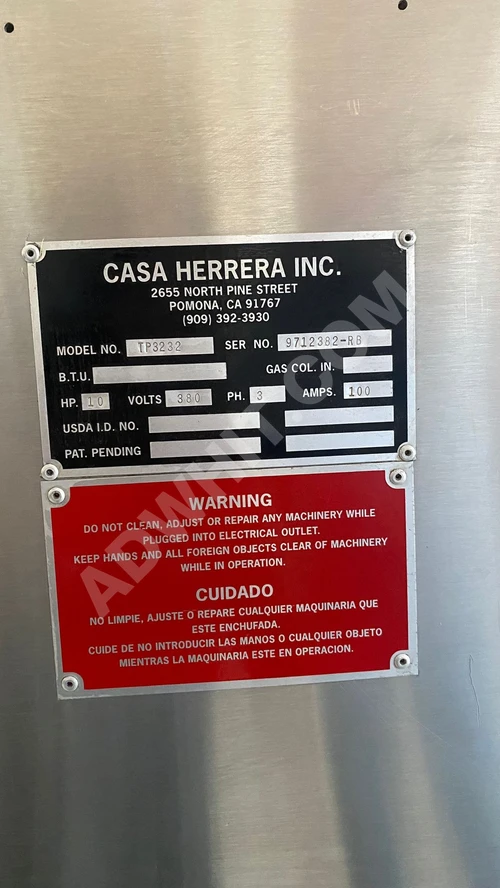 CASA HERRERA INC.
2655 NORTH PINE STREET
POMONA, CA 91767
(909) 392-3930
MODEL NO. TP3232 SER NO. 9712382-RB
B.T.U. GAS COL. IN.
HP. 10 VOLTS 380 PH. 3 AMPS. 100
USDA I.D. NO.
PAT. PENDING
WARNING
DO NOT CLEAN, ADJUST OR REPAIR ANY MACHINERY WHILE
PLUGGED INTO ELECTRICAL OUTLET.
KEEP HANDS AND ALL FOREIGN OBJECTS CLEAR OF MACHINERY
WHILE IN OPERATION.
CUIDADO
NO LIMPIE, AJUSTE O REPARE CUALQUIER MAQUINARIA QUE
ESTE ENCHUFADA.
CUIDE DE NO INTRODUCIR LAS MANOS O CUALQUIER OBJETO
MIENTRAS LA MAQUINARIA ESTE EN OPERACION.
ADWHIT.COM